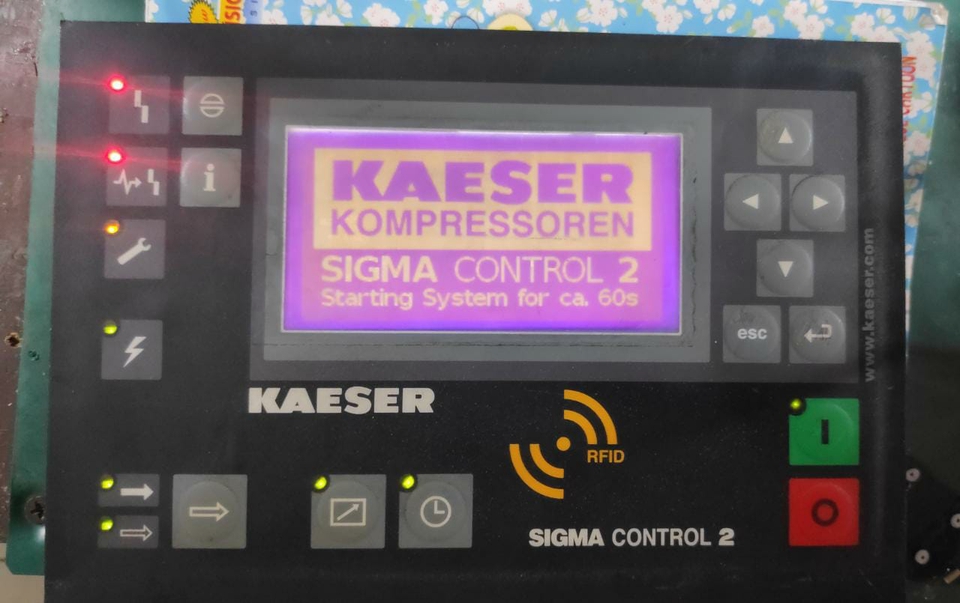 KAESER
KOMPRESSOREN
SIGMA CONTROL 2
Starting System for ca. 60s
i
esc
www.kaeser.com
KAESER
RFID
I
O
SIGMA CONTROL 2
CARTOON